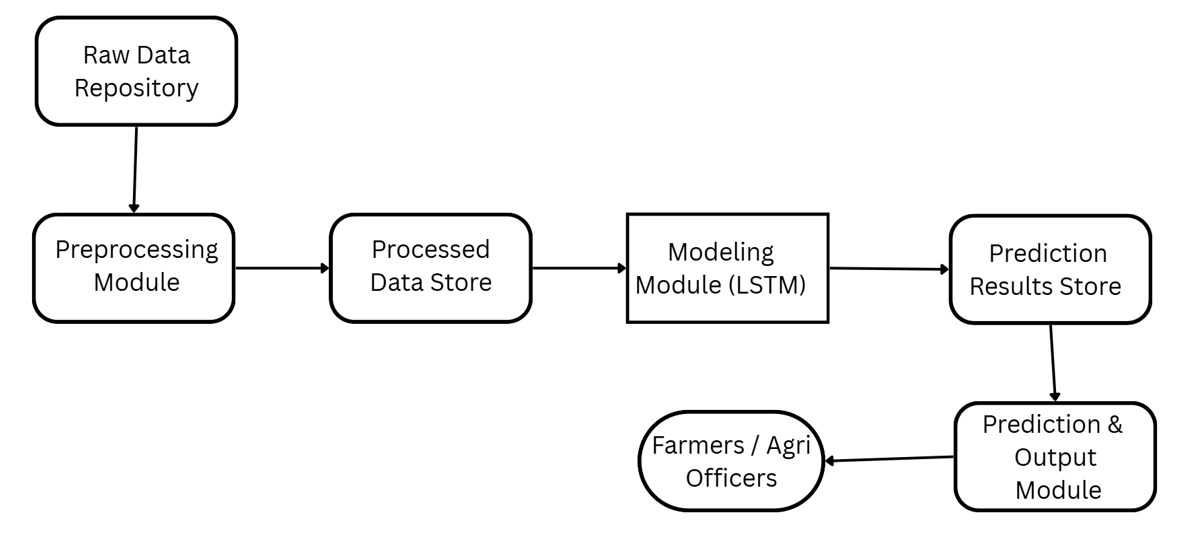 Raw Data
Repository
Preprocessing
Module
Processed
Data Store
Modeling
Module (LSTM)
Prediction
Results Store
Prediction &
Output
Module
Farmers / Agri
Officers